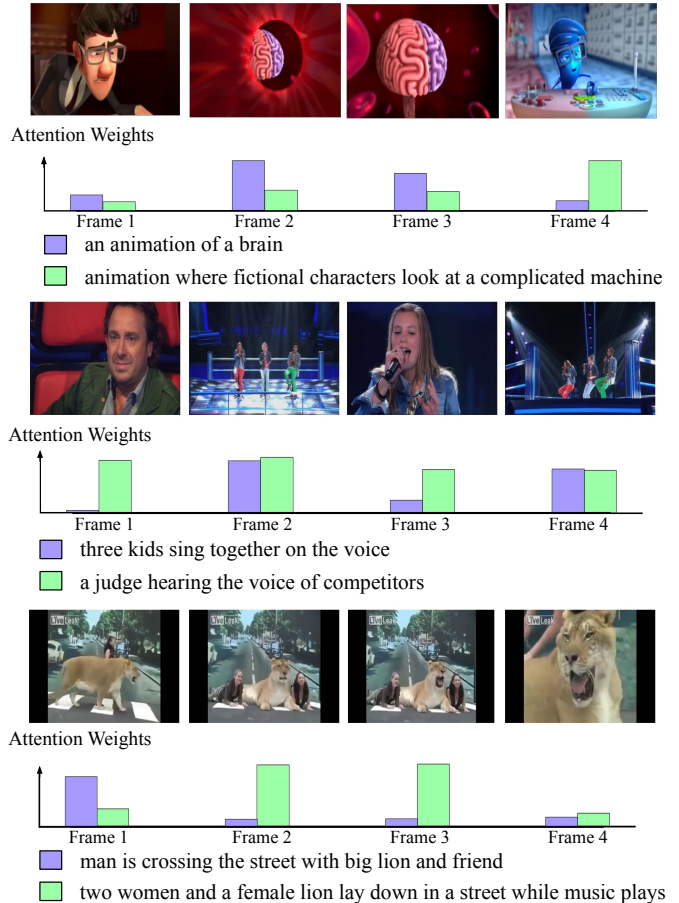 Attention Weights
Frame 1 Frame 2 Frame 3 Frame 4
an animation of a brain
animation where fictional characters look at a complicated machine
Attention Weights
Frame 1 Frame 2 Frame 3 Frame 4
three kids sing together on the voice
a judge hearing the voice of competitors
LiveLeak LiveLeak LiveLeak
Attention Weights
Frame 1 Frame 2 Frame 3 Frame 4
man is crossing the street with big lion and friend
two women and a female lion lay down in a street while music plays